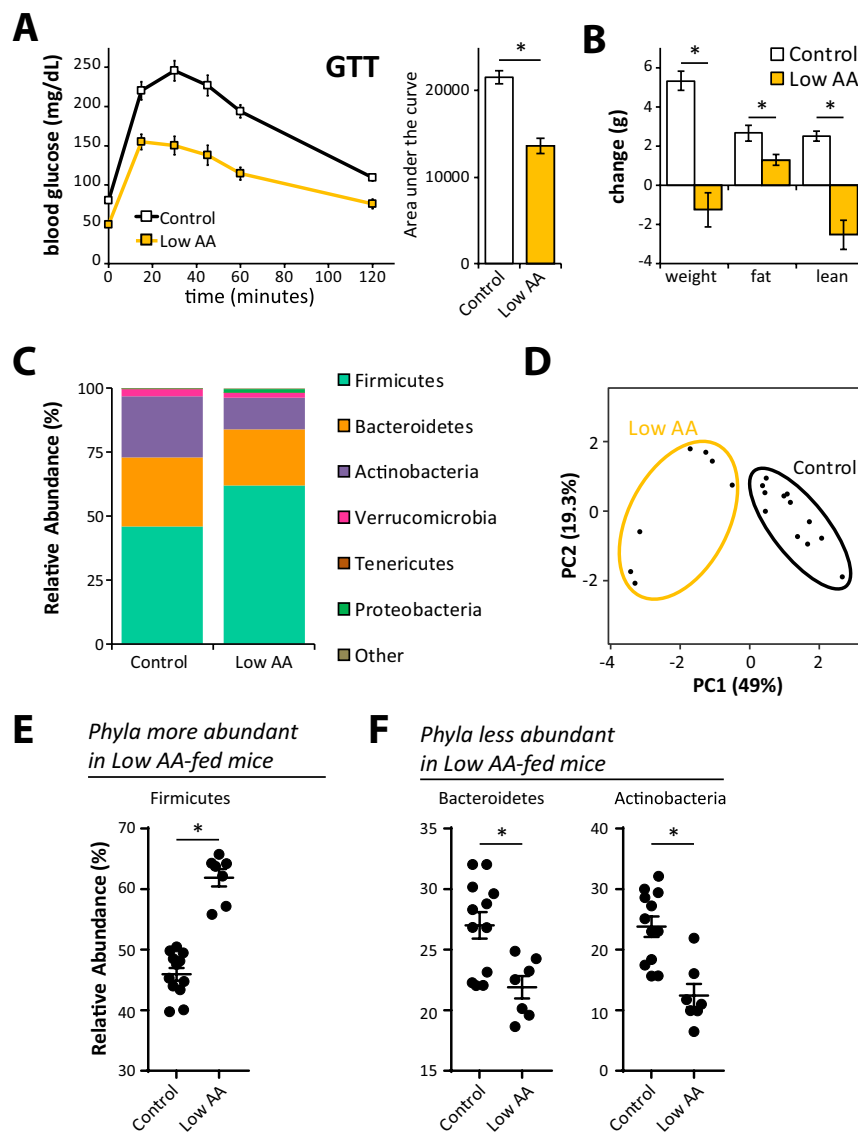 A
GTT
blood glucose (mg/dL)
250
200
150
100
50
0
0 20 40 60 80 100 120
time (minutes)
Control
Low AA
Area under the curve
20000
10000
0
*
Control
Low AA
B
Control
Low AA
change (g)
6
4
2
0
-2
-4
* * *
weight fat lean
C
Relative Abundance (%)
100
75
50
25
0
Control Low AA
Firmicutes
Bacteroidetes
Actinobacteria
Verrucomicrobia
Tenericutes
Proteobacteria
Other
D
Low AA
Control
PC2 (19.3%)
2
0
-2
-4 -2 0 2
PC1 (49%)
E
Phyla more abundant
in Low AA-fed mice
Firmicutes
Relative Abundance (%)
70
60
50
40
30
*
Control
Low AA
F
Phyla less abundant
in Low AA-fed mice
Bacteroidetes
35
30
25
20
15
*
Control
Low AA
Actinobacteria
40
30
20
10
0
*
Control
Low AA